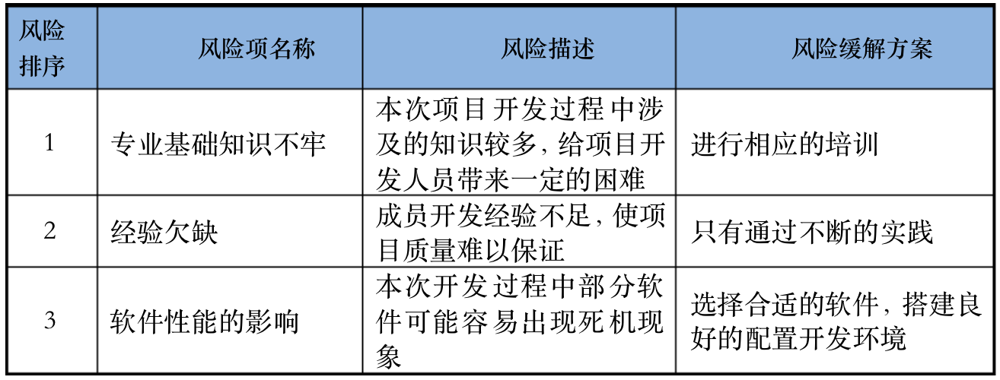 风险
排序
风险项名称
风险描述
风险缓解方案
1
专业基础知识不牢
本次项目开发过程中涉
及的知识较多，给项目开
发人员带来一定的困难
进行相应的培训
2
经验欠缺
成员开发经验不足，使项
目质量难以保证
只有通过不断的实践
3
软件性能的影响
本次开发过程中部分软
件可能容易出现死机现
象
选择合适的软件，搭建良
好的配置开发环境